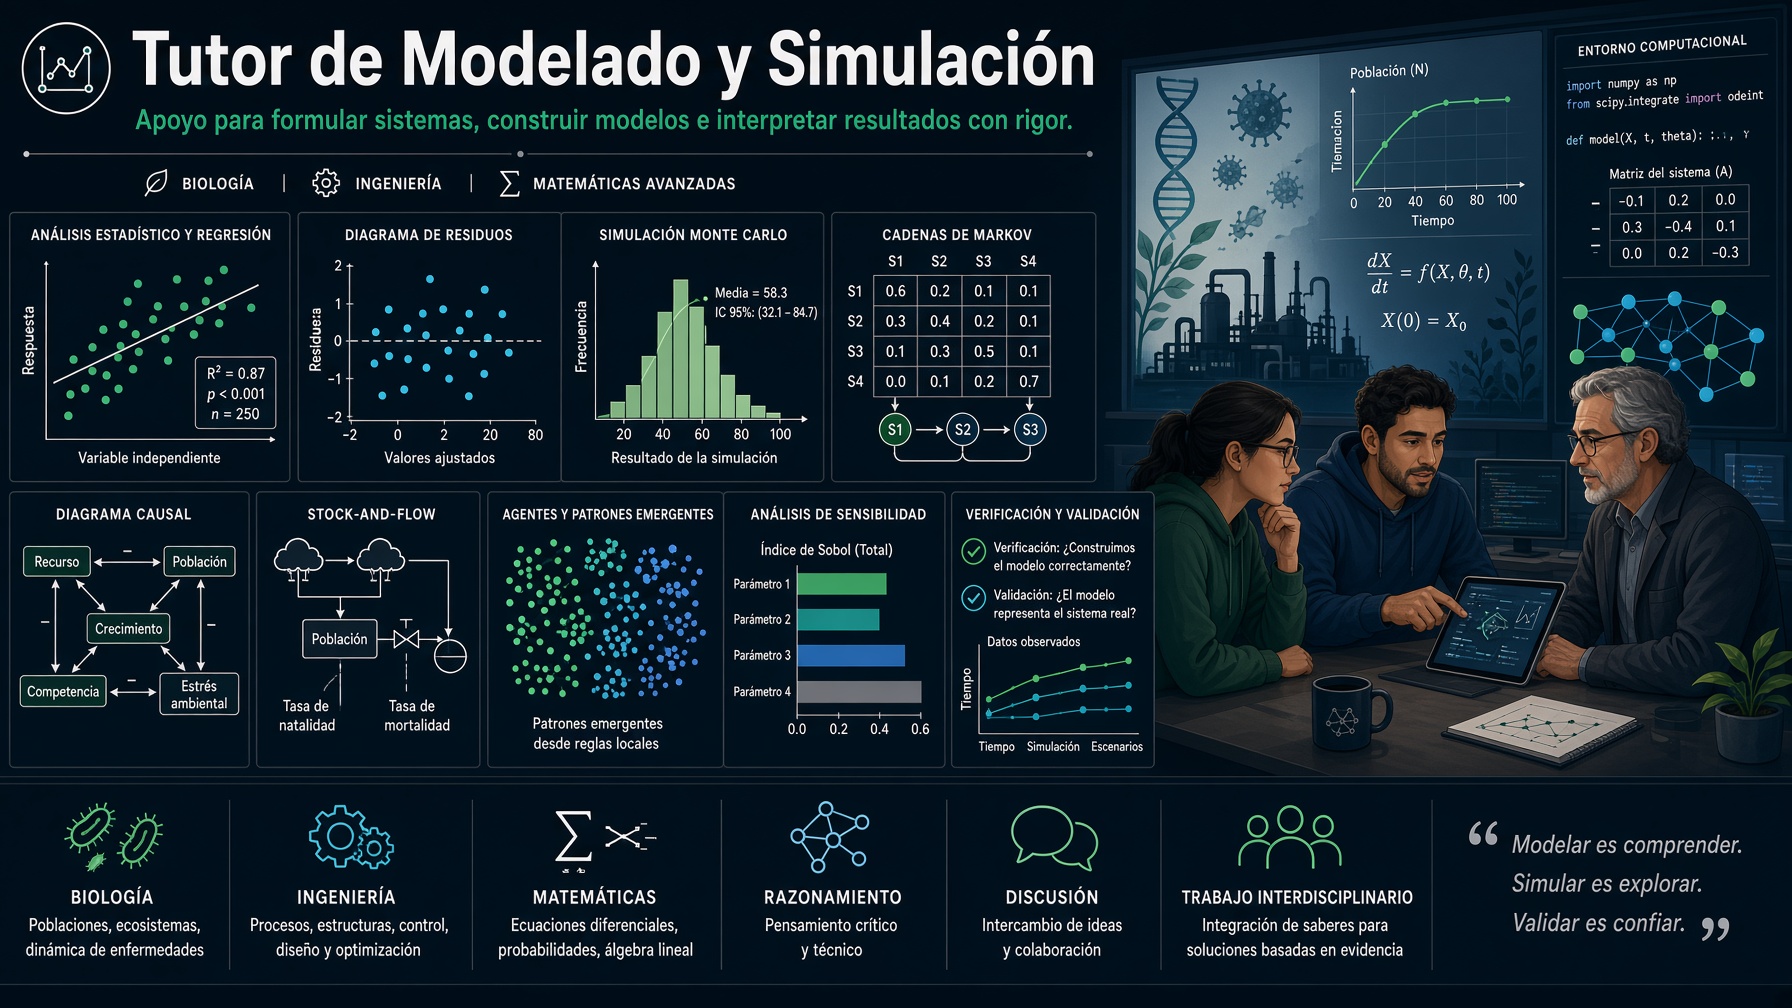 Tutor de Modelado y Simulación
Apoyo para formular sistemas, construir modelos e interpretar resultados con rigor.
BIOLOGÍA | INGENIERÍA | MATEMÁTICAS AVANZADAS
ANÁLISIS ESTADÍSTICO Y REGRESIÓN
Respuesta
R² = 0.87
p < 0.001
n = 250
Variable independiente
DIAGRAMA DE RESIDUOS
Residuera
2
1
0
−1
−2
−2 0 2 20 80
Valores ajustados
SIMULACIÓN MONTE CARLO
Frecuencia
Media = 58.3
IC 95%: (32.1 – 84.7)
20 40 60 80 100
Resultado de la simulación
CADENAS DE MARKOV
S1 S2 S3 S4
S1 0.6 0.2 0.1 0.1
S2 0.3 0.4 0.2 0.1
S3 0.1 0.3 0.5 0.1
S4 0.0 0.1 0.2 0.7
S1 S2 S3
Población (N)
Tiemacion
0 20 40 60 80 100
Tiempo
dX/dt = f(X, θ, t)
X(0) = X₀
ENTORNO COMPUTACIONAL
import numpy as np
from scipy.integrate import odeint
def model(X, t, theta):
Matriz del sistema (A)
−0.1 0.2 0.0
0.3 −0.4 0.1
0.0 0.2 −0.3
DIAGRAMA CAUSAL
Recurso
−
Población
−
−
Crecimiento
Competencia
−
Estrés
ambiental
STOCK-AND-FLOW
Población
Tasa de
natalidad
Tasa de
mortalidad
AGENTES Y PATRONES EMERGENTES
Patrones emergentes
desde reglas locales
ANÁLISIS DE SENSIBILIDAD
Índice de Sobol (Total)
Parámetro 1
Parámetro 2
Parámetro 3
Parámetro 4
0.0 0.2 0.4 0.6
VERIFICACIÓN Y VALIDACIÓN
Verificación: ¿Construimos
el modelo correctamente?
Validación: ¿El modelo
representa el sistema real?
Datos observados
Tiempo
Tiempo Simulación Escenarios
BIOLOGÍA
Poblaciones, ecosistemas,
dinámica de enfermedades
INGENIERÍA
Procesos, estructuras, control,
diseño y optimización
Σ
MATEMÁTICAS
Ecuaciones diferenciales,
probabilidades, álgebra lineal
RAZONAMIENTO
Pensamiento crítico
y técnico
DISCUSIÓN
Intercambio de ideas
y colaboración
TRABAJO INTERDISCIPLINARIO
Integración de saberes para
soluciones basadas en evidencia
“ Modelar es comprender.
Simular es explorar.
Validar es confiar. ”